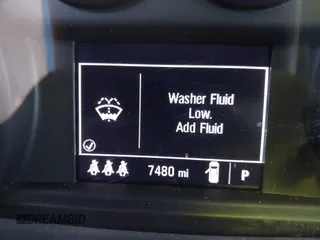 Washer Fluid
Low.
Add Fluid
7480 mi
P
DREAMBID